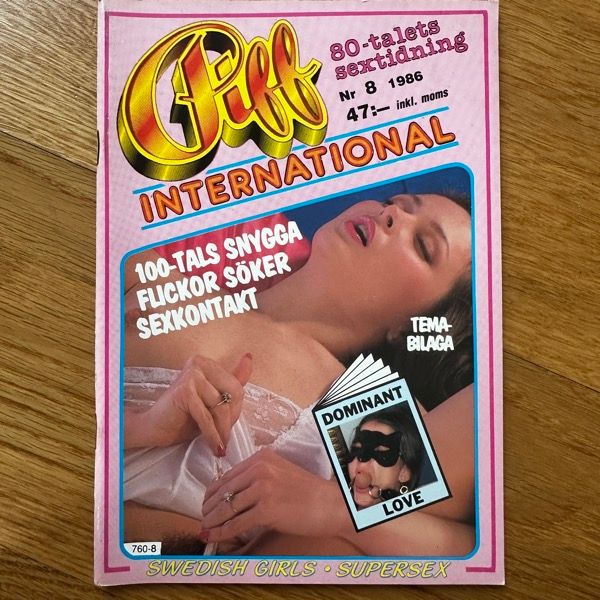 Piff
80-talets
sextidning
Nr 8 1986
47:— inkl. moms
INTERNATIONAL
100-TALS SNYGGA
FLICKOR SÖKER
SEXKONTAKT
TEMA-
BILAGA
DOMINANT
LOVE
760-8
SWEDISH GIRLS • SUPERSEX